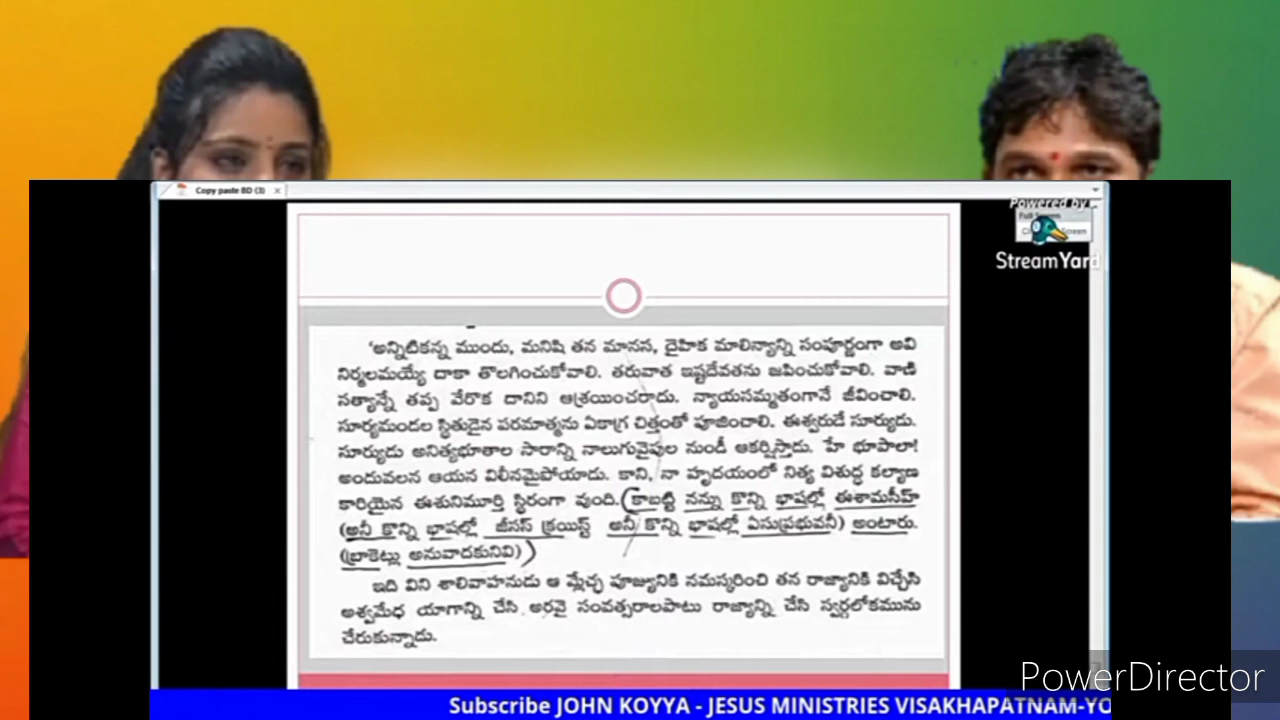 Copy paste BD (3)
Powered by
Full Screen
Screen
StreamYard
'అన్నిటికన్న ముందు, మనిషి తన మానస, దైహిక మాలిన్యాన్ని సంపూర్ణంగా అవి
నిర్మలమయ్యే దాకా తొలగించుకోవాలి. తరువాత ఇష్టదేవతను జపించుకోవాలి. వాణి
సత్యాన్నే తప్ప వేరొక దానిని ఆశ్రయించరాదు. న్యాయసమ్మతంగానే జీవించాలి.
సూర్యమండల స్థితుడైన పరమాత్మను ఏకాగ్ర చిత్తంతో పూజించాలి. ఈశ్వరుడే సూర్యుడు.
సూర్యుడు అనిత్యభూతాల సారాన్ని నాలుగువైపుల నుండీ ఆకర్షిస్తాడు. హే భూపాలా!
అందువలన ఆయన విలీనమైపోయాడు. కాని, నా హృదయంలో నిత్య విశుద్ధ కల్యాణ
కారియైన ఈశునిమూర్తి స్థిరంగా వుంది. (కాబట్టి నన్ను కొన్ని భాషల్లో ఈశామసీహ్
(అనీ కొన్ని భాషల్లో జీసస్ క్రయిస్ట్ అనీ కొన్ని భాషల్లో ఏసుప్రభువనీ) అంటారు.
(బ్రాకెట్లు అనువాదకునివి))
ఇది విని శాలివాహనుడు ఆ మ్లేచ్ఛ పూజ్యునికి నమస్కరించి తన రాజ్యానికి విచ్చేసి
అశ్వమేధ యాగాన్ని చేసి అరవై సంవత్సరాలపాటు రాజ్యాన్ని చేసి స్వర్గలోకమును
చేరుకున్నాడు.
PowerDirector
Subscribe JOHN KOYYA - JESUS MINISTRIES VISAKHAPATNAM-YO